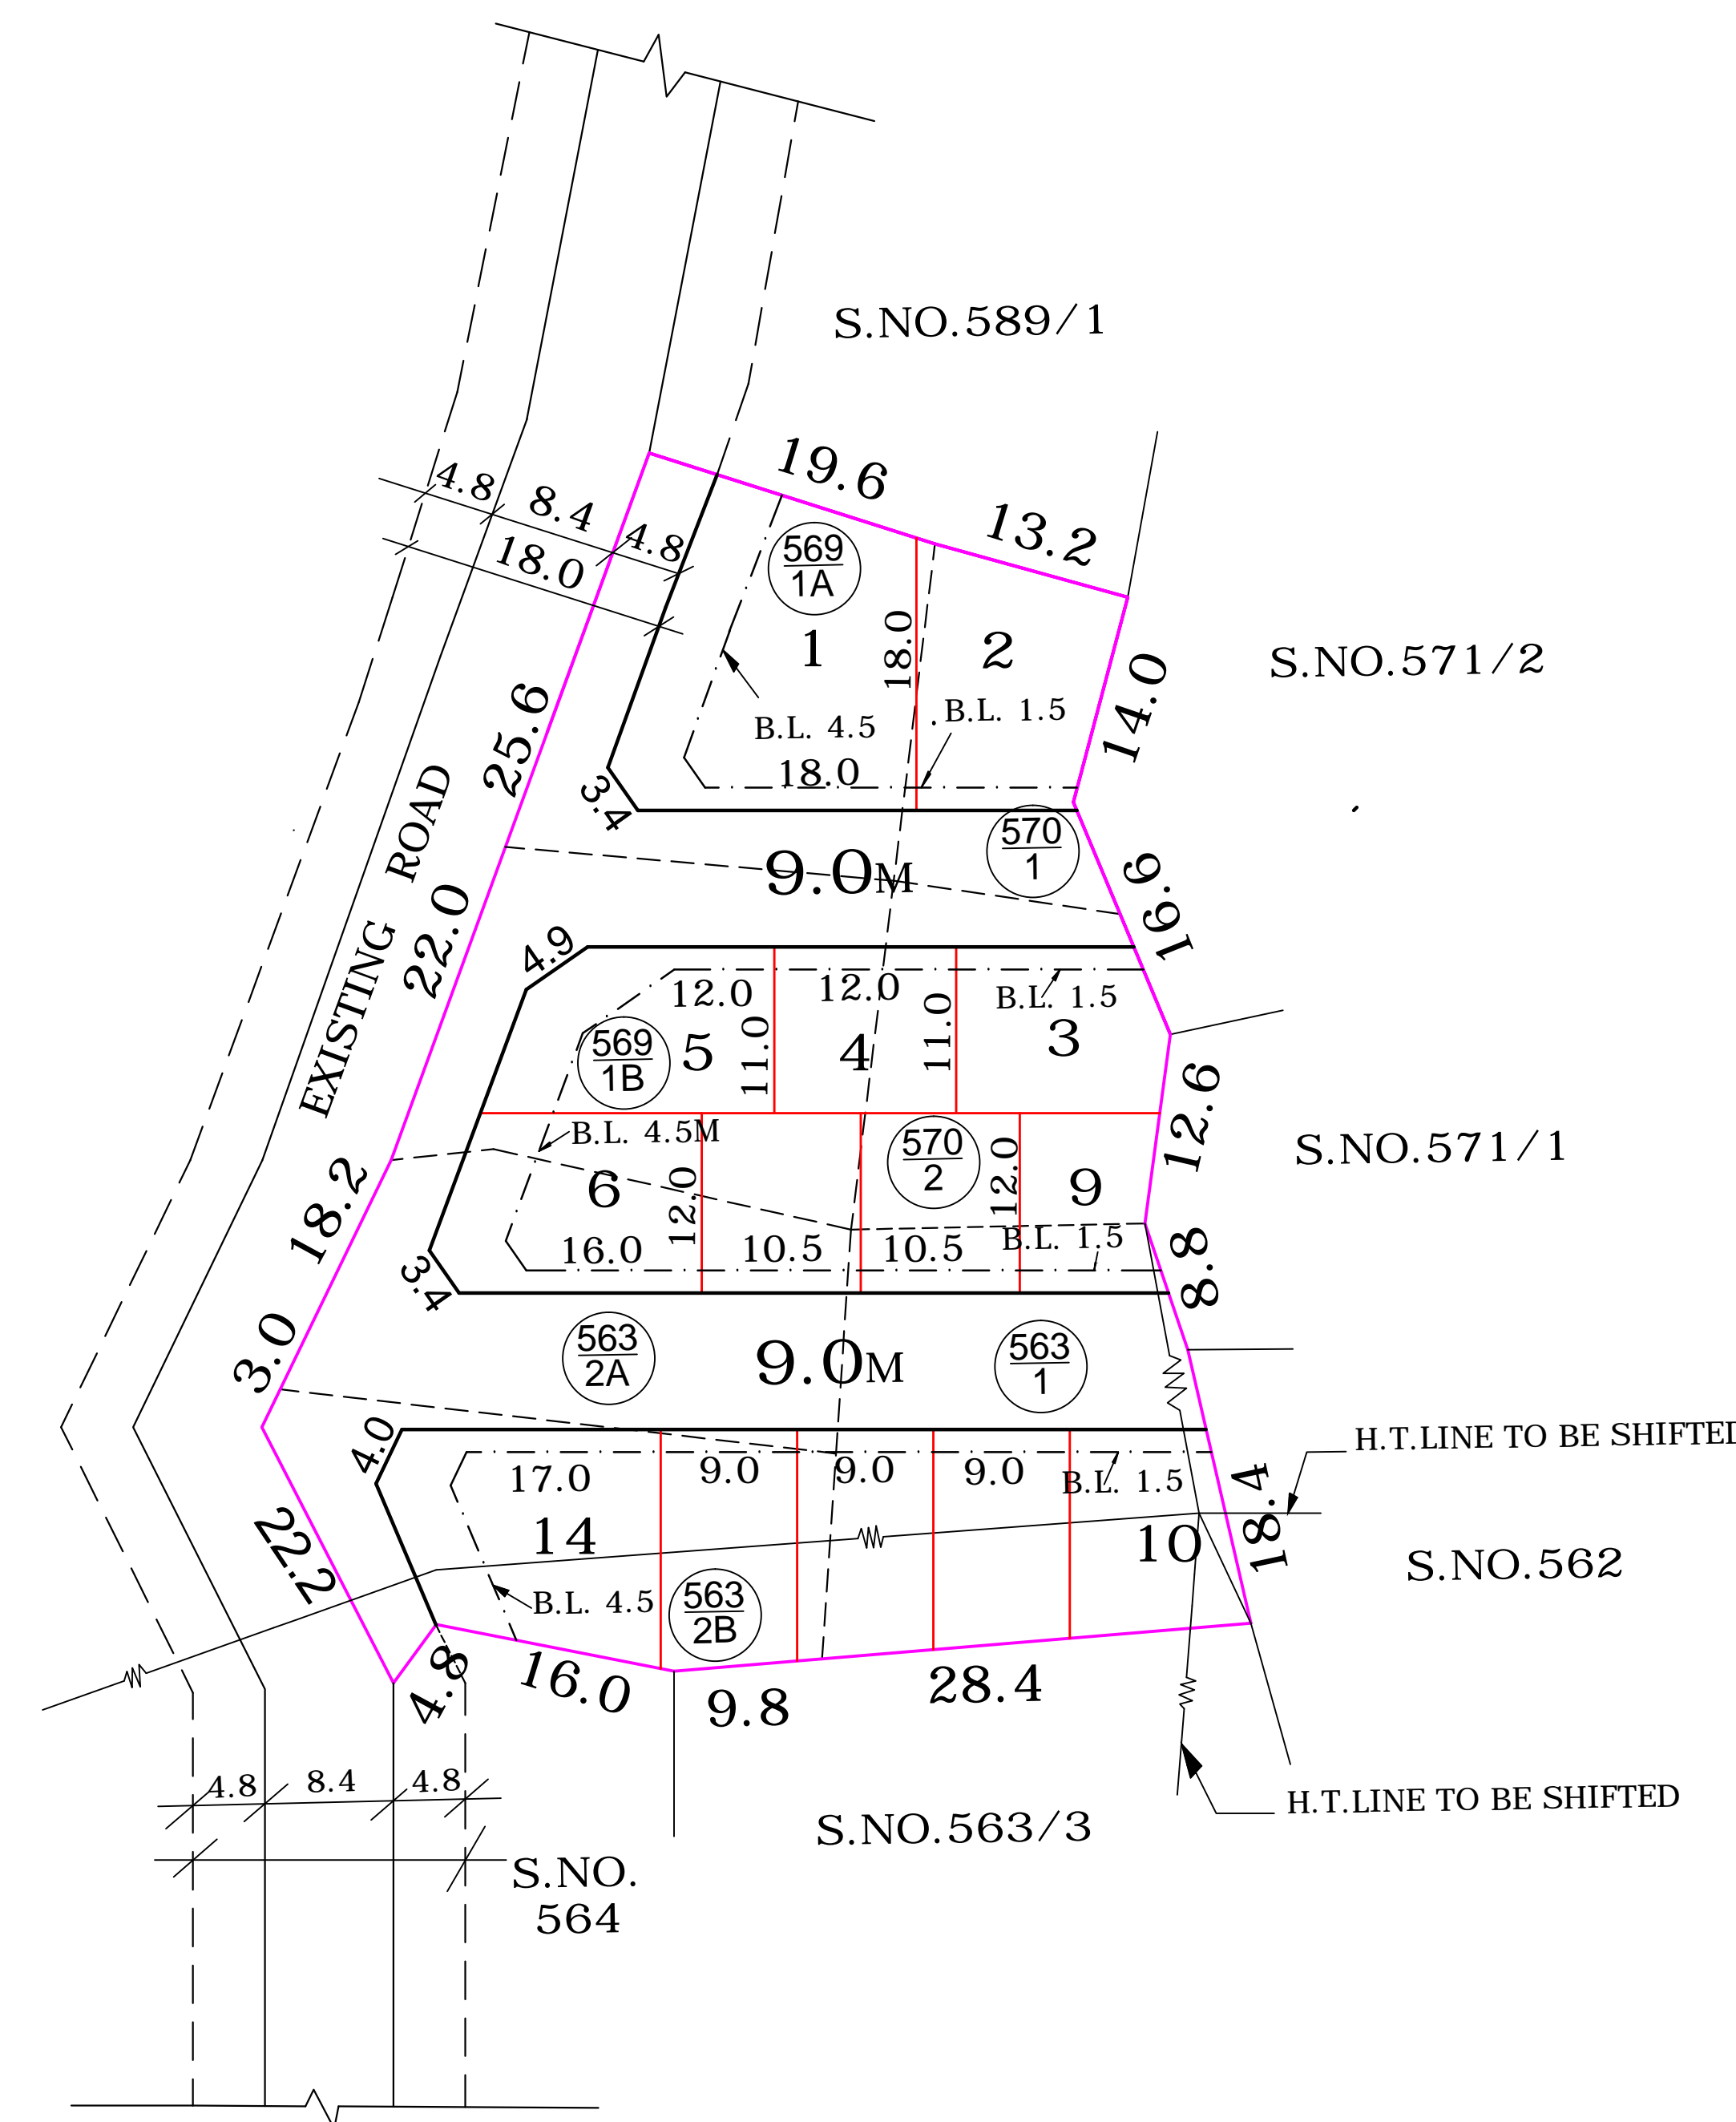 S.NO.589/1
19.6
13.2
4.8
8.4
4.8
18.0
569
1A
1
18.0
2
S.NO.571/2
14.0
B.L. 4.5
B.L. 1.5
18.0
25.6
3.4
EXISTING ROAD
9.0M
570
1
16.6
22.0
4.9
12.0
12.0
B.L. 1.5
569
1B
5
11.0
4
11.0
3
12.6
B.L. 4.5M
570
2
S.NO.571/1
18.2
6
12.0
12.0
9
16.0
10.5
10.5
B.L. 1.5
8.8
3.4
3.0
563
2A
9.0M
563
1
4.0
H.T.LINE TO BE SHIFTED
17.0
9.0
9.0
9.0
B.L. 1.5
18.4
22.2
14
10
S.NO.562
B.L. 4.5
563
2B
4.8
16.0
9.8
28.4
4.8
8.4
4.8
H.T.LINE TO BE SHIFTED
S.NO.563/3
S.NO.
564